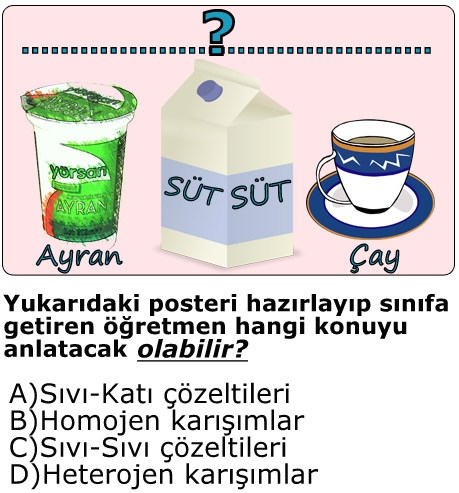 ?
yörsan
AYRAN
SÜT SÜT
Ayran
Çay
Yukarıdaki posteri hazırlayıp sınıfa
getiren öğretmen hangi konuyu
anlatacak olabilir?
A)Sıvı-Katı çözeltileri
B)Homojen karışımlar
C)Sıvı-Sıvı çözeltileri
D)Heterojen karışımlar